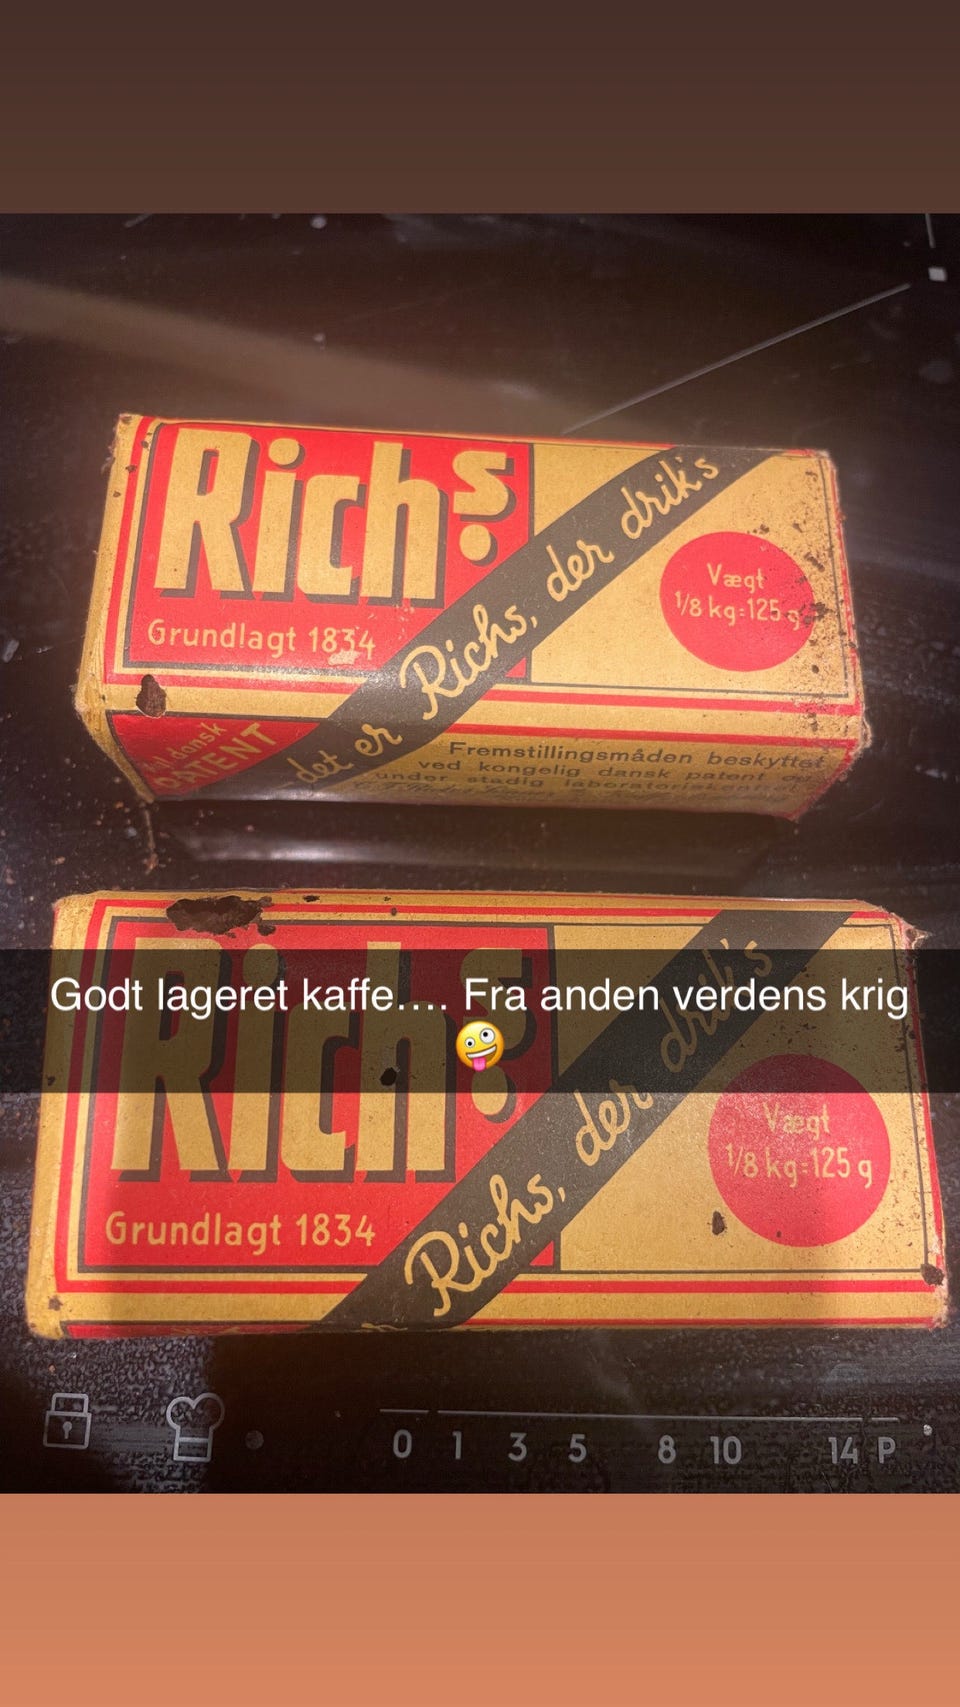 Richs
Grundlagt 1834
det er Richs, der drik's
Vægt
1/8 kg=125 g
dansk
PATENT
Fremstillingsmåden beskyttet
ved kongelig dansk patent og
under stadig laboratoriekontrol
Godt lageret kaffe.... Fra anden verdens krig
🤪
Richs
Grundlagt 1834
er Richs, der drik's
Vægt
1/8 kg=125 g
0 1 3 5 8 10 14 P